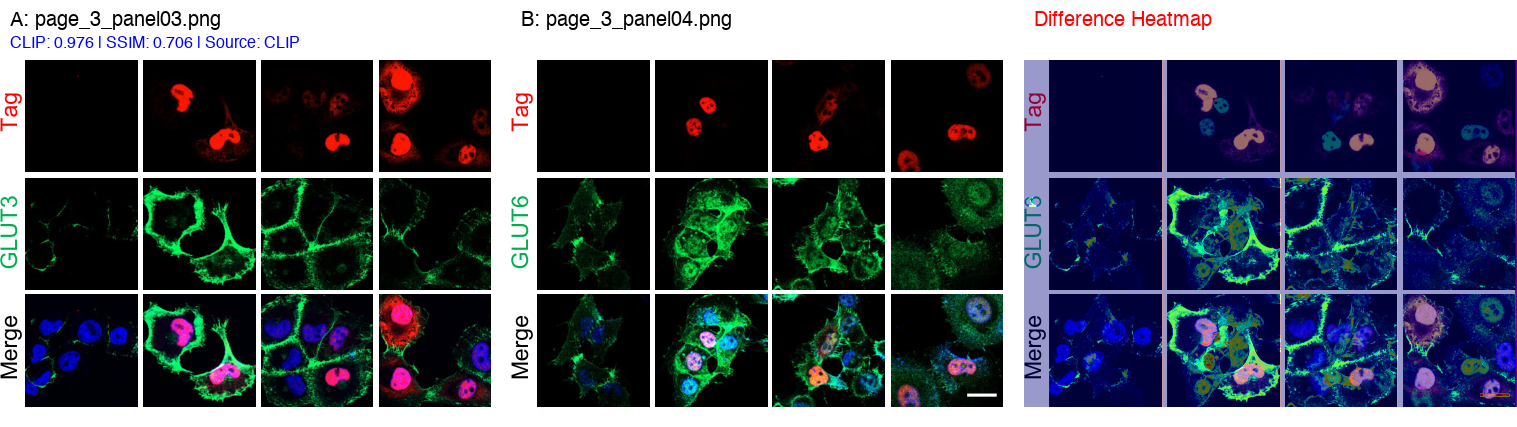 A: page_3_panel03.png
CLIP: 0.976 | SSIM: 0.706 | Source: CLIP
Tag
GLUT3
Merge
B: page_3_panel04.png
Tag
GLUT6
Merge
Difference Heatmap
Tag
GLUT3
Merge